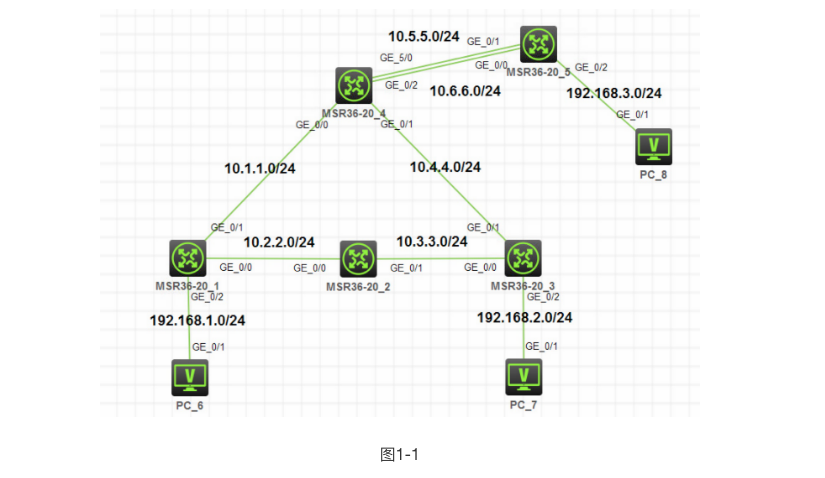 10.5.5.0/24
GE_0/1
GE_5/0
GE_0/0
MSR36-20_5
GE_0/2
GE_0/2
10.6.6.0/24
192.168.3.0/24
MSR36-20_4
GE_0/1
GE_0/0
GE_0/1
PC_8
10.1.1.0/24
10.4.4.0/24
GE_0/1
GE_0/1
10.2.2.0/24
10.3.3.0/24
GE_0/0
GE_0/0
GE_0/1
GE_0/0
MSR36-20_1
MSR36-20_2
MSR36-20_3
GE_0/2
GE_0/2
192.168.1.0/24
192.168.2.0/24
GE_0/1
GE_0/1
PC_6
PC_7
图1-1